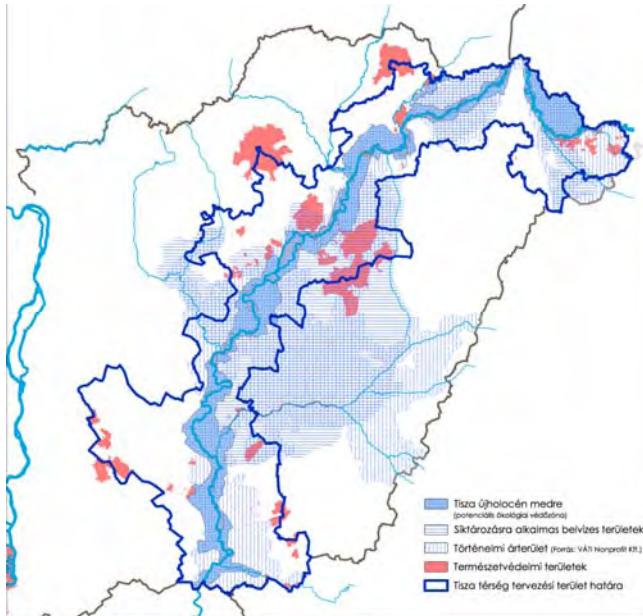 Tisza újholocén medre
(potenciális ökológiai védőzóna)
Síktározásra alkalmas belvizes területek
Történelmi árterület (Forrás: VÁTI Nonprofit Kft.)
Természetvédelmi területek
Tisza térség tervezési terület határa